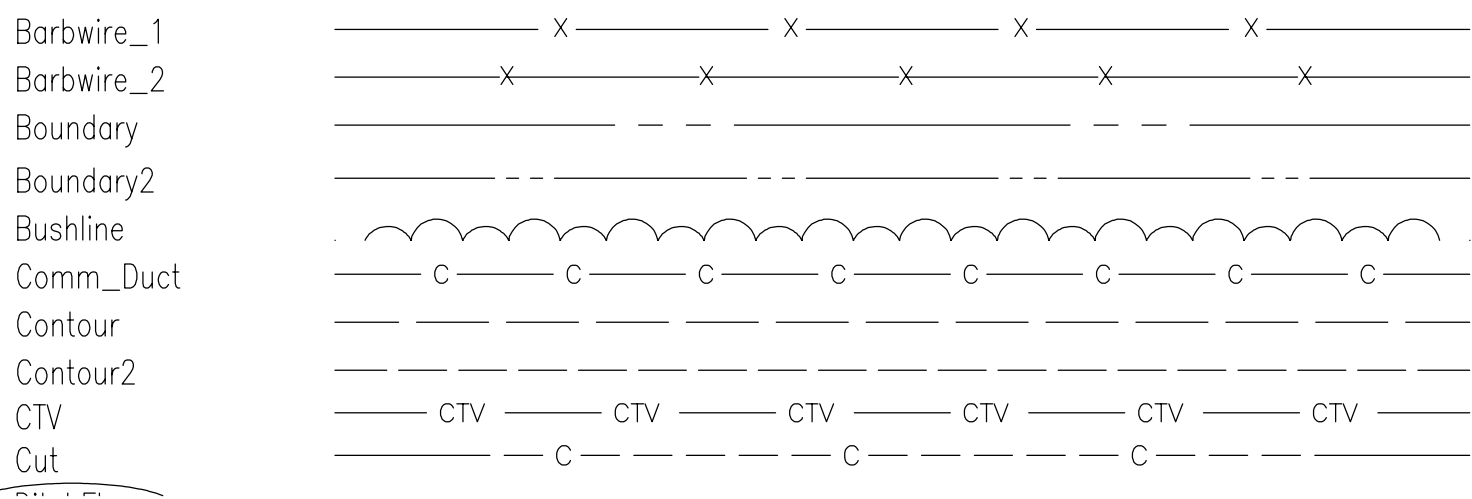 Barbwire_1 X X X X
Barbwire_2 X X X X X
Boundary
Boundary2
Bushline
Comm_Duct C C C C C C C C
Contour
Contour2
CTV CTV CTV CTV CTV CTV CTV
Cut C C C